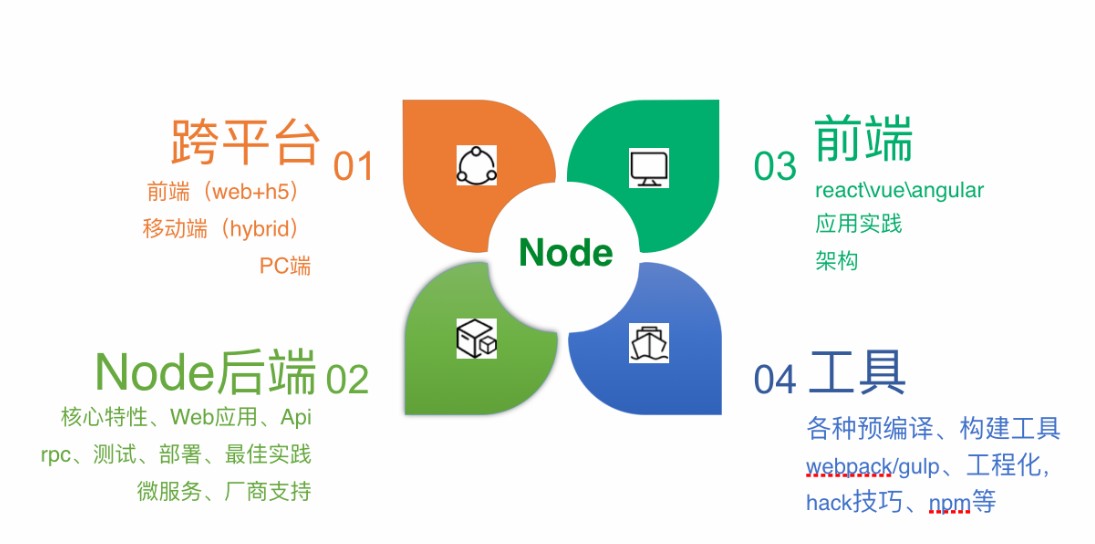 跨平台 01
前端（web+h5）
移动端（hybrid）
PC端
Node后端 02
核心特性、Web应用、Api
rpc、测试、部署、最佳实践
微服务、厂商支持
Node
03 前端
react\vue\angular
应用实践
架构
04 工具
各种预编译、构建工具
webpack/gulp、工程化,
hack技巧、npm等